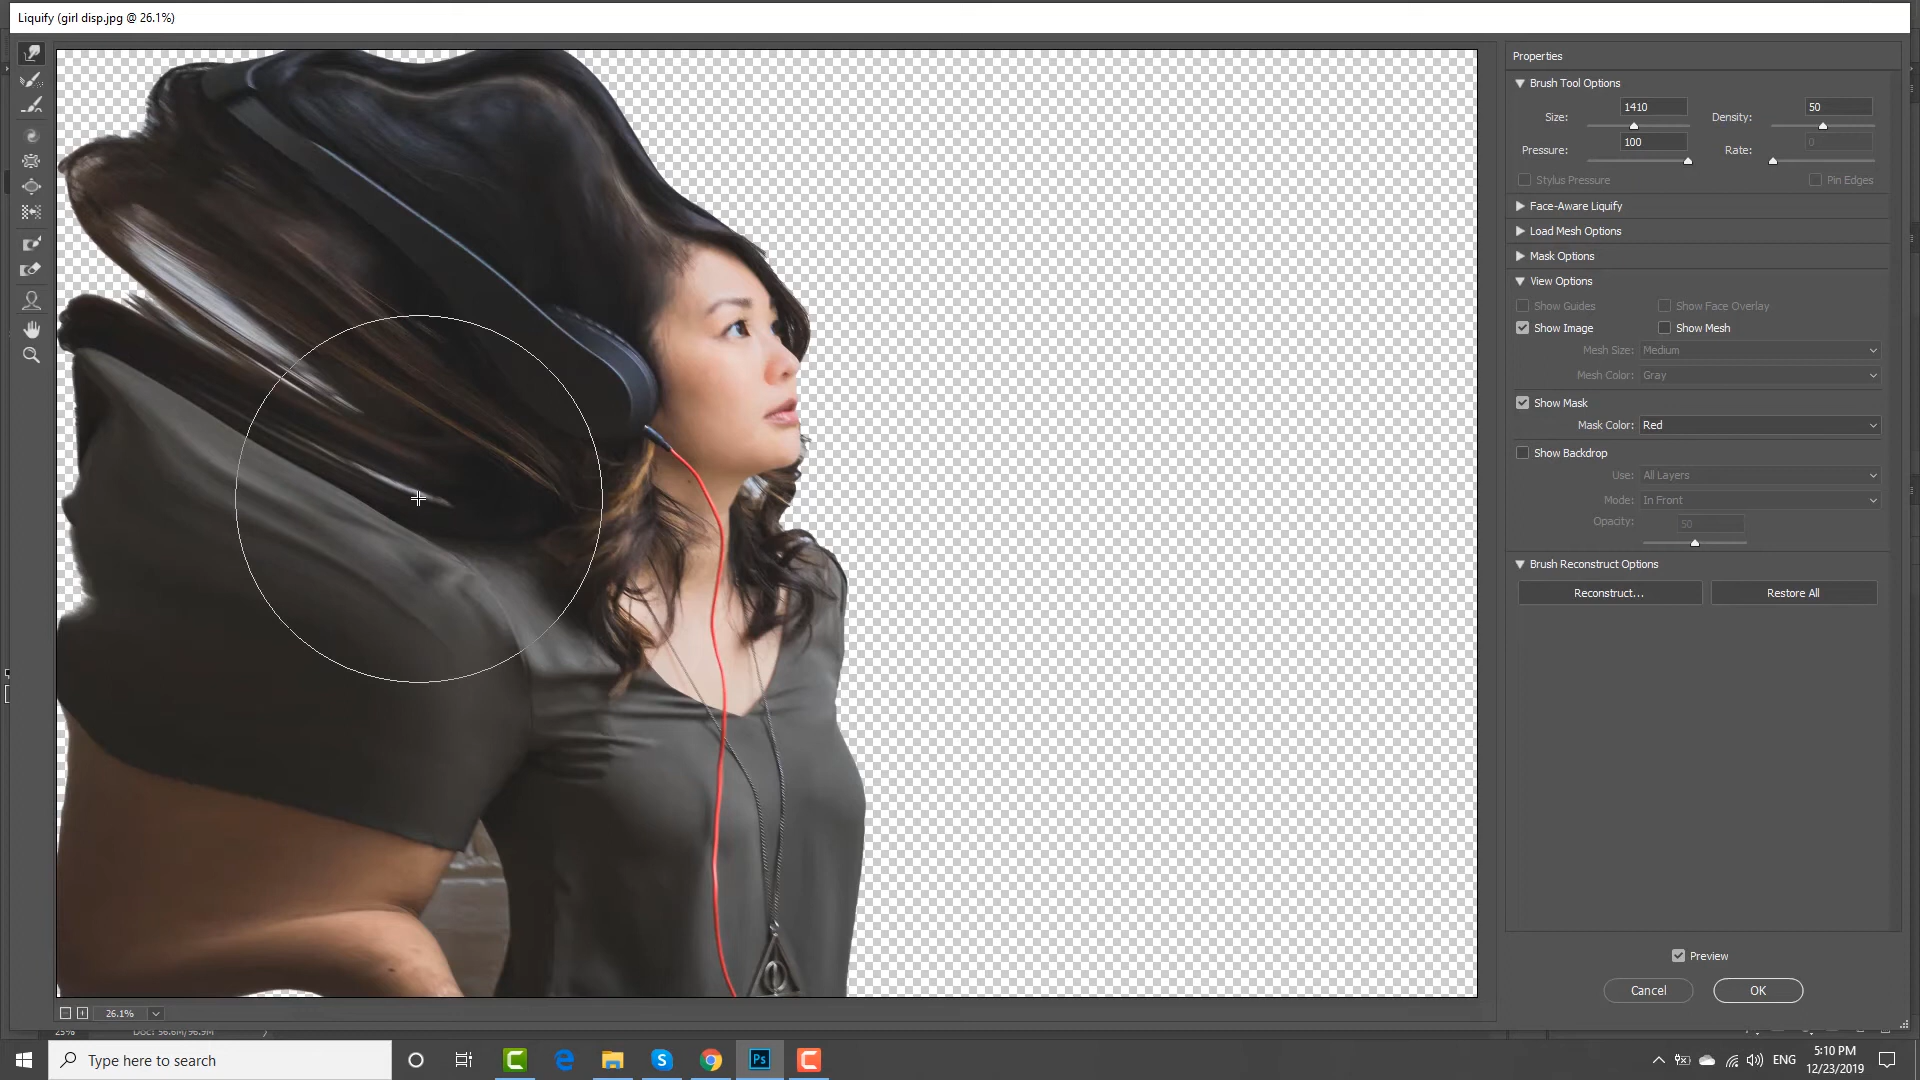 Liquify (girl disp.jpg @ 26.1%)
Properties
Brush Tool Options
Size: 1410 Density: 50
Pressure: 100 Rate: 0
Stylus Pressure Pin Edges
Face-Aware Liquify
Load Mesh Options
Mask Options
View Options
Show Guides Show Face Overlay
Show Image Show Mesh
Mesh Size: Medium
Mesh Color: Gray
Show Mask
Mask Color: Red
Show Backdrop
Use: All Layers
Mode: In Front
Opacity: 50
Brush Reconstruct Options
Reconstruct... Restore All
Preview
Cancel OK
26.1%
25% Doc: 56.6M/96.9M
Type here to search
Ps
ENG
5:10 PM
12/23/2019